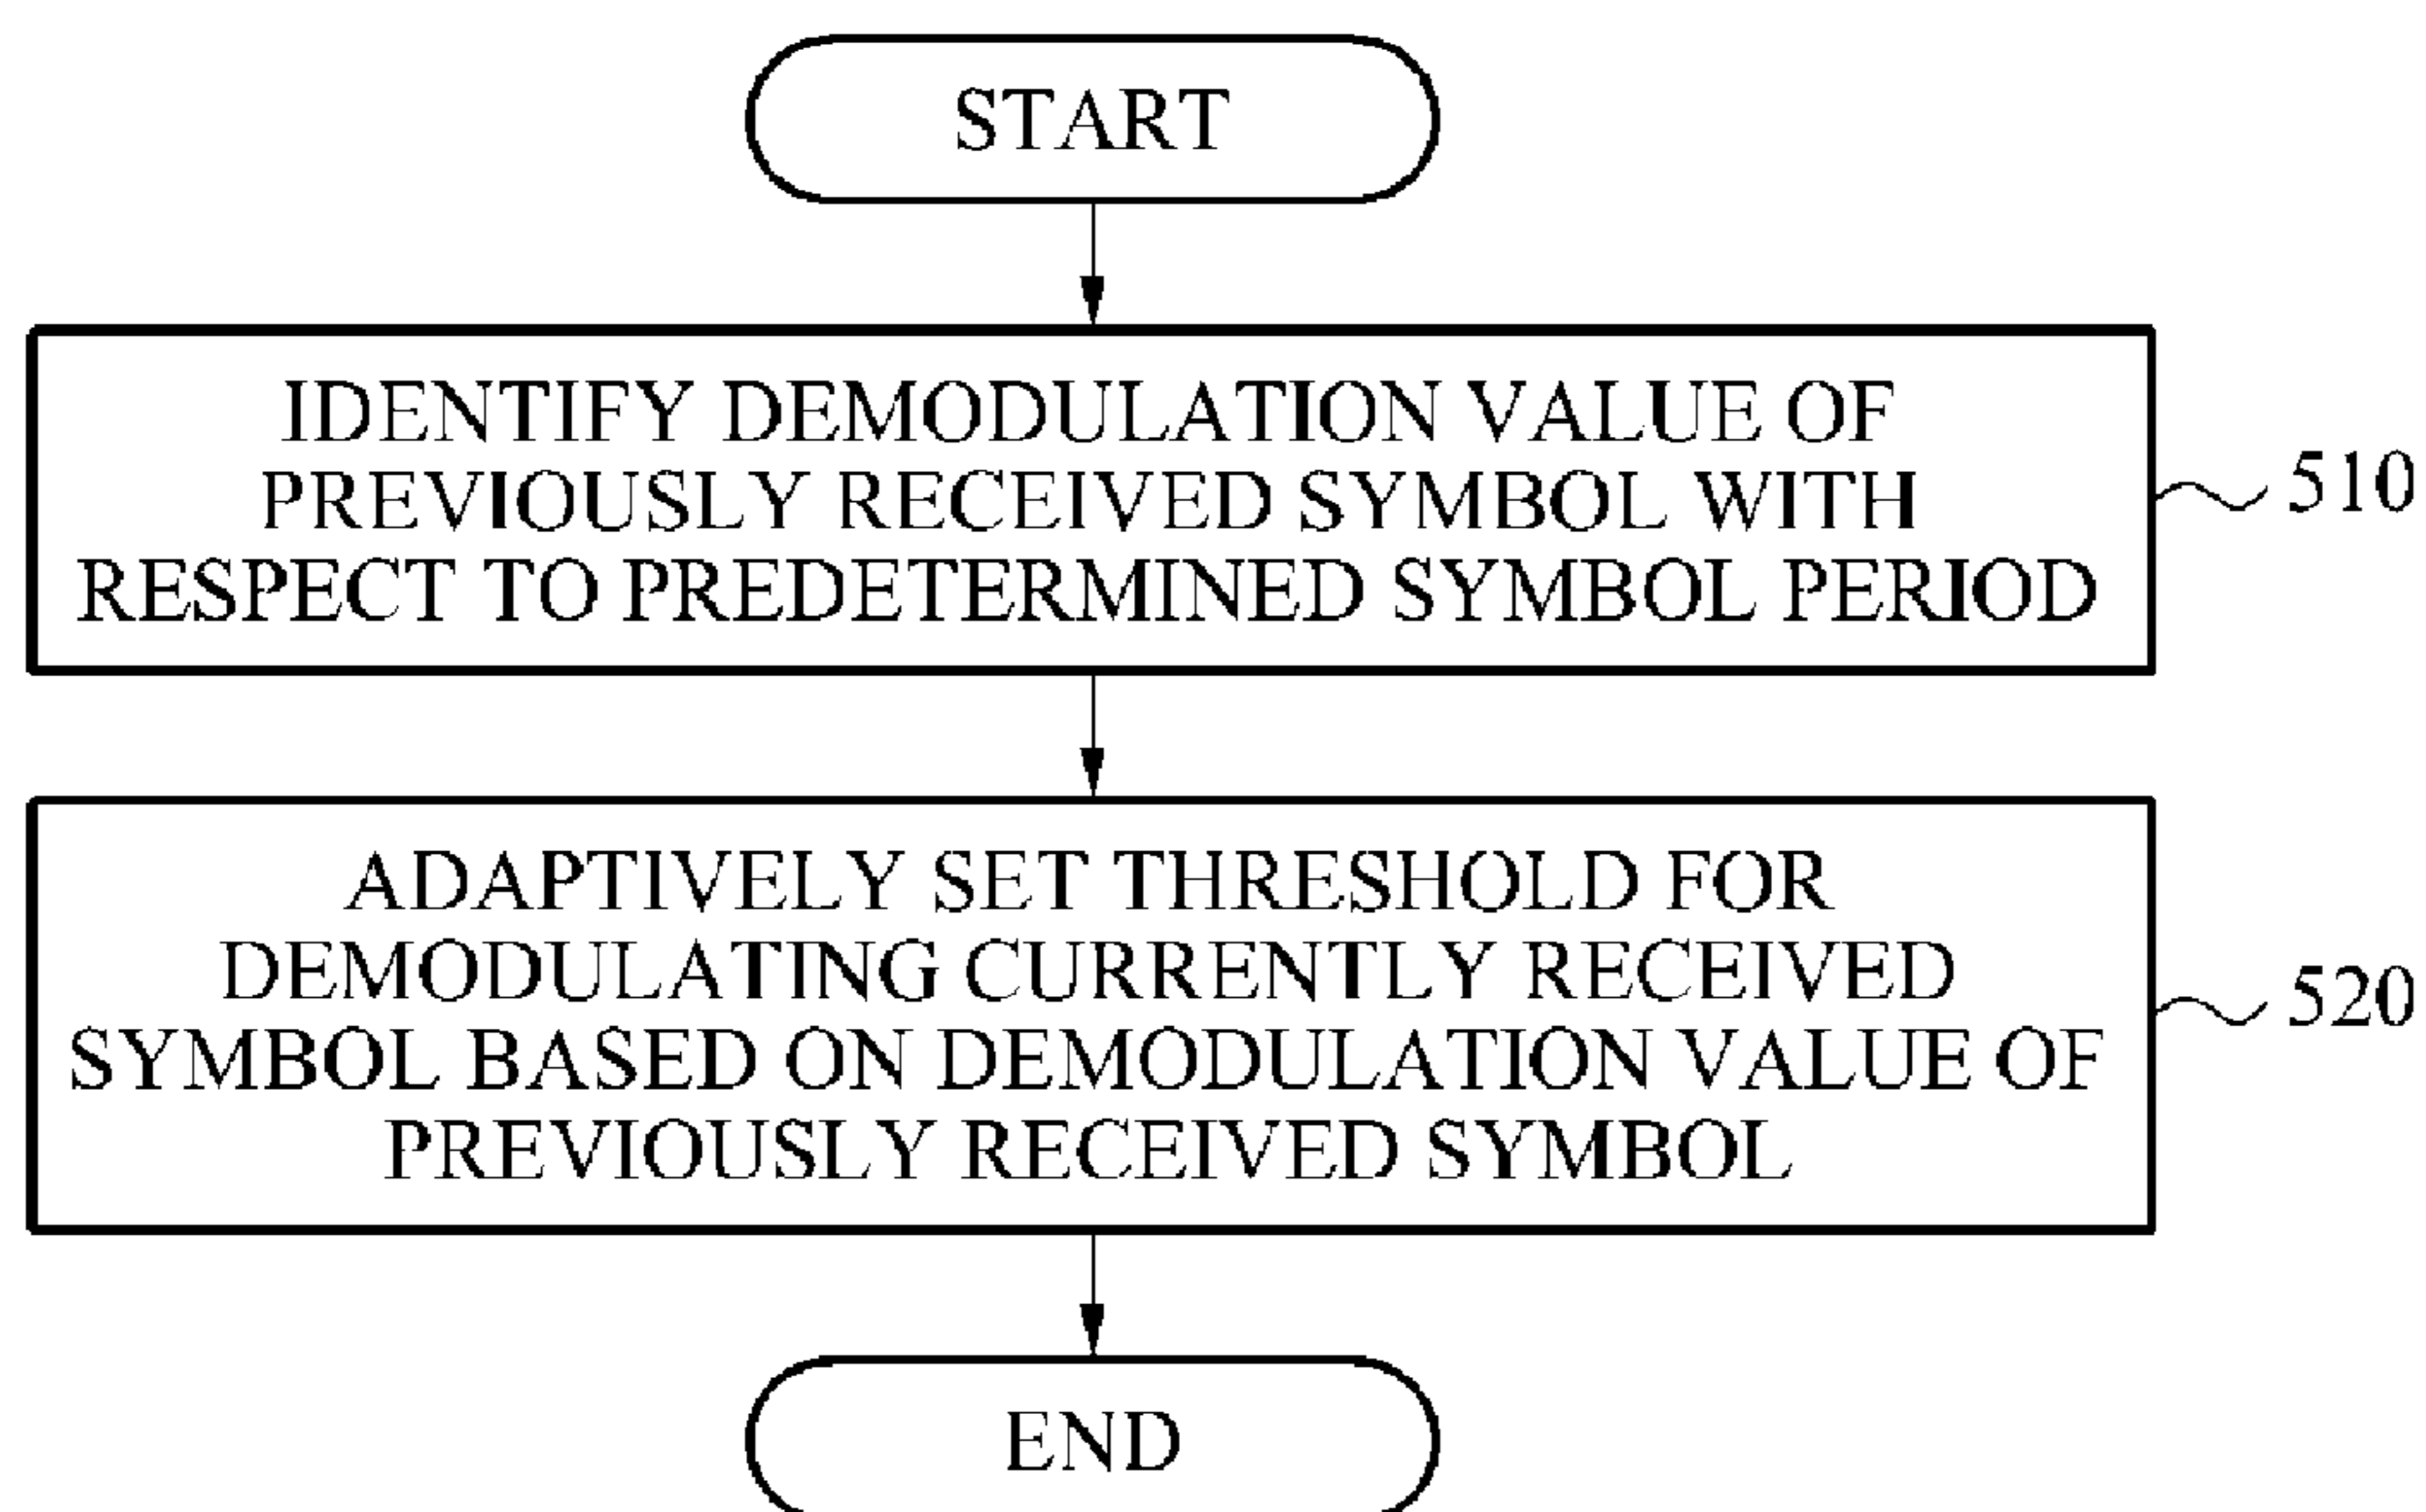 START
IDENTIFY DEMODULATION VALUE OF
PREVIOUSLY RECEIVED SYMBOL WITH
RESPECT TO PREDETERMINED SYMBOL PERIOD
510
ADAPTIVELY SET THRESHOLD FOR
DEMODULATING CURRENTLY RECEIVED
SYMBOL BASED ON DEMODULATION VALUE OF
PREVIOUSLY RECEIVED SYMBOL
520
END